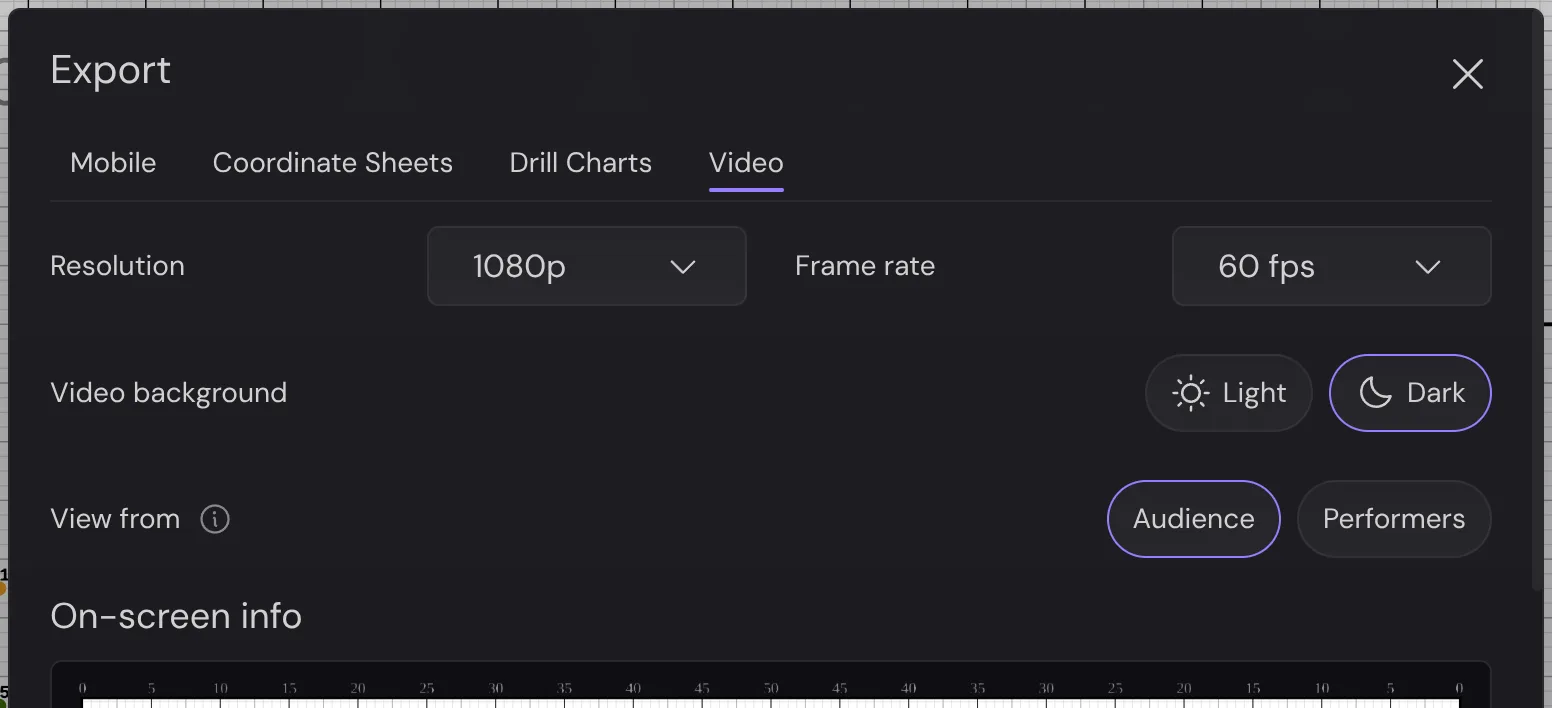 Export
Mobile Coordinate Sheets Drill Charts Video
Resolution 1080p Frame rate 60 fps
Video background Light Dark
View from Audience Performers
1
On-screen info
5
0 5 10 15 20 25 30 35 40 45 50 45 40 35 30 25 20 15 10 5 0